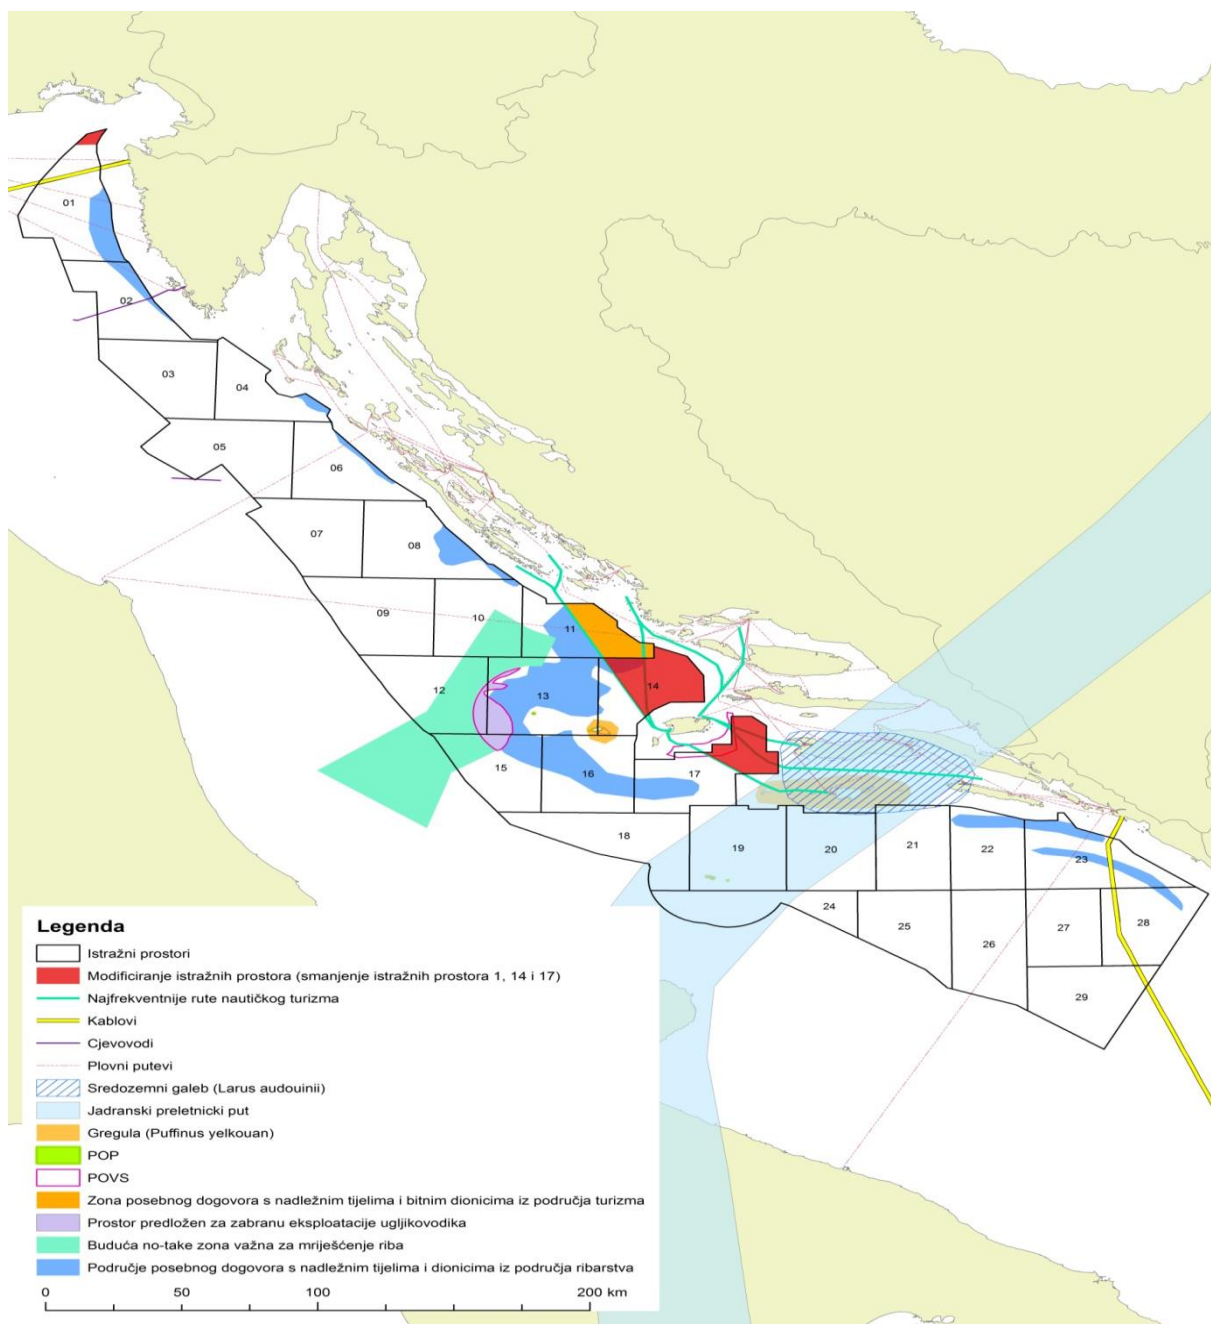 01
02
03
04
05
06
07
08
09
10
11
12
13
14
15
16
17
18
19
20
21
22
23
24
25
26
27
28
29
Legenda
Istražni prostori
Modificiranje istražnih prostora (smanjenje istražnih prostora 1, 14 i 17)
Najfrekventnije rute nautičkog turizma
Kablovi
Cjevovodi
Plovni putevi
Sredozemni galeb (Larus audouinii)
Jadranski preletnicki put
Gregula (Puffinus yelkouan)
POP
POVS
Zona posebnog dogovora s nadležnim tijelima i bitnim dionicima iz područja turizma
Prostor predložen za zabranu eksploatacije ugljikovodika
Buduća no-take zona važna za mriješćenje riba
Područje posebnog dogovora s nadležnim tijelima i dionicima iz područja ribarstva
0 50 100 200 km